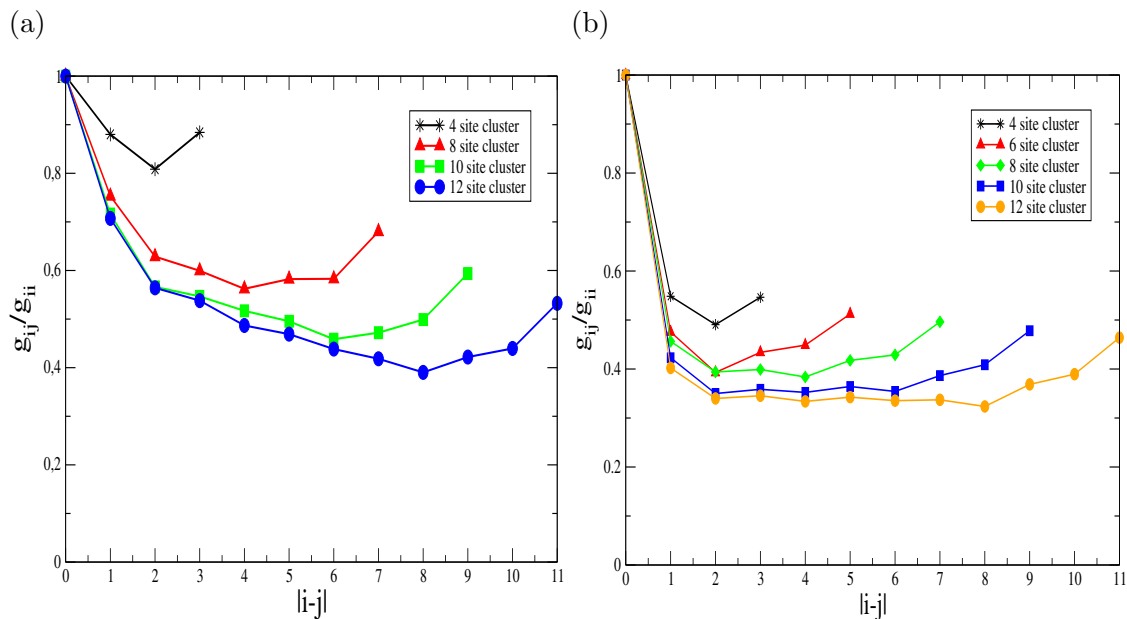 (a)
1
0,8
0,6
0,4
0,2
0
0 1 2 3 4 5 6 7 8 9 10 11
g_ij/g_ii
|i-j|
4 site cluster
8 site cluster
10 site cluster
12 site cluster
(b)
1
0.8
0.6
0.4
0.2
0
0 1 2 3 4 5 6 7 8 9 10 11
g_ij/g_ii
|i-j|
4 site cluster
6 site cluster
8 site cluster
10 site cluster
12 site cluster